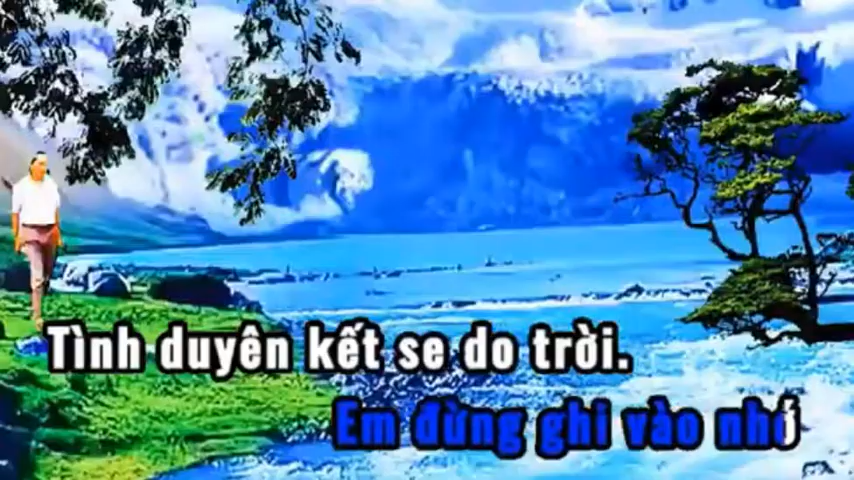 Tình duyên kết se do trời.
Em đừng ghi vào nhớ